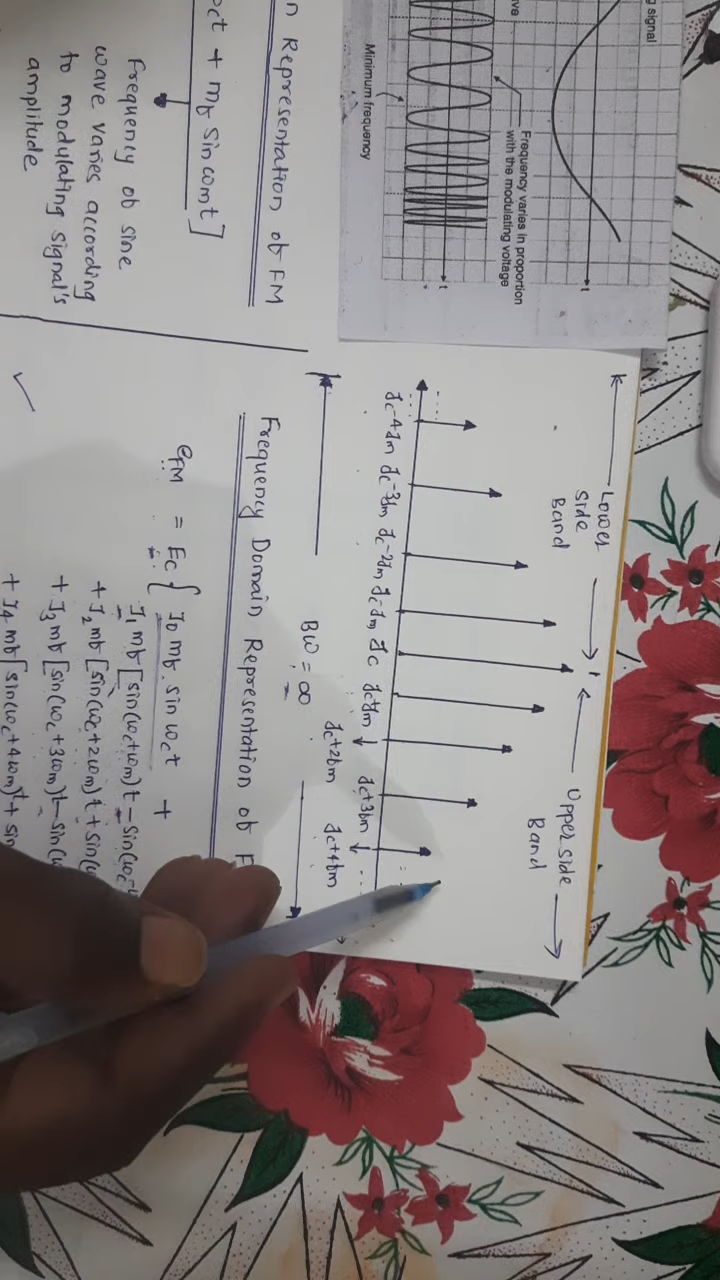 g signal
t
Frequency varies in proportion
with the modulating voltage
Minimum frequency
t
n Representation of FM
ct + mf sin ωmt ]
Frequency of sine
wave varies according
to modulating signal's
amplitude
Lower
Side
Band
Upper side
Band
fc-4fm fc-3fm fc-2fm fc-fm fc fc+fm fc+3fm
fc+2fm fc+4fm
BW = ∞
Frequency Domain Representation of F
eFM = Ec { J0 mf. sin ωct +
J1 mf [sin(ωc+ωm)t - sin(ωc-ω
+ J2 mf [sin(ωc+2ωm)t + sin(ω
+ J3 mf [sin(ωc+3ωm)t - sin(ω
+ J4 mf [sin(ωc+4ωm)t + sin